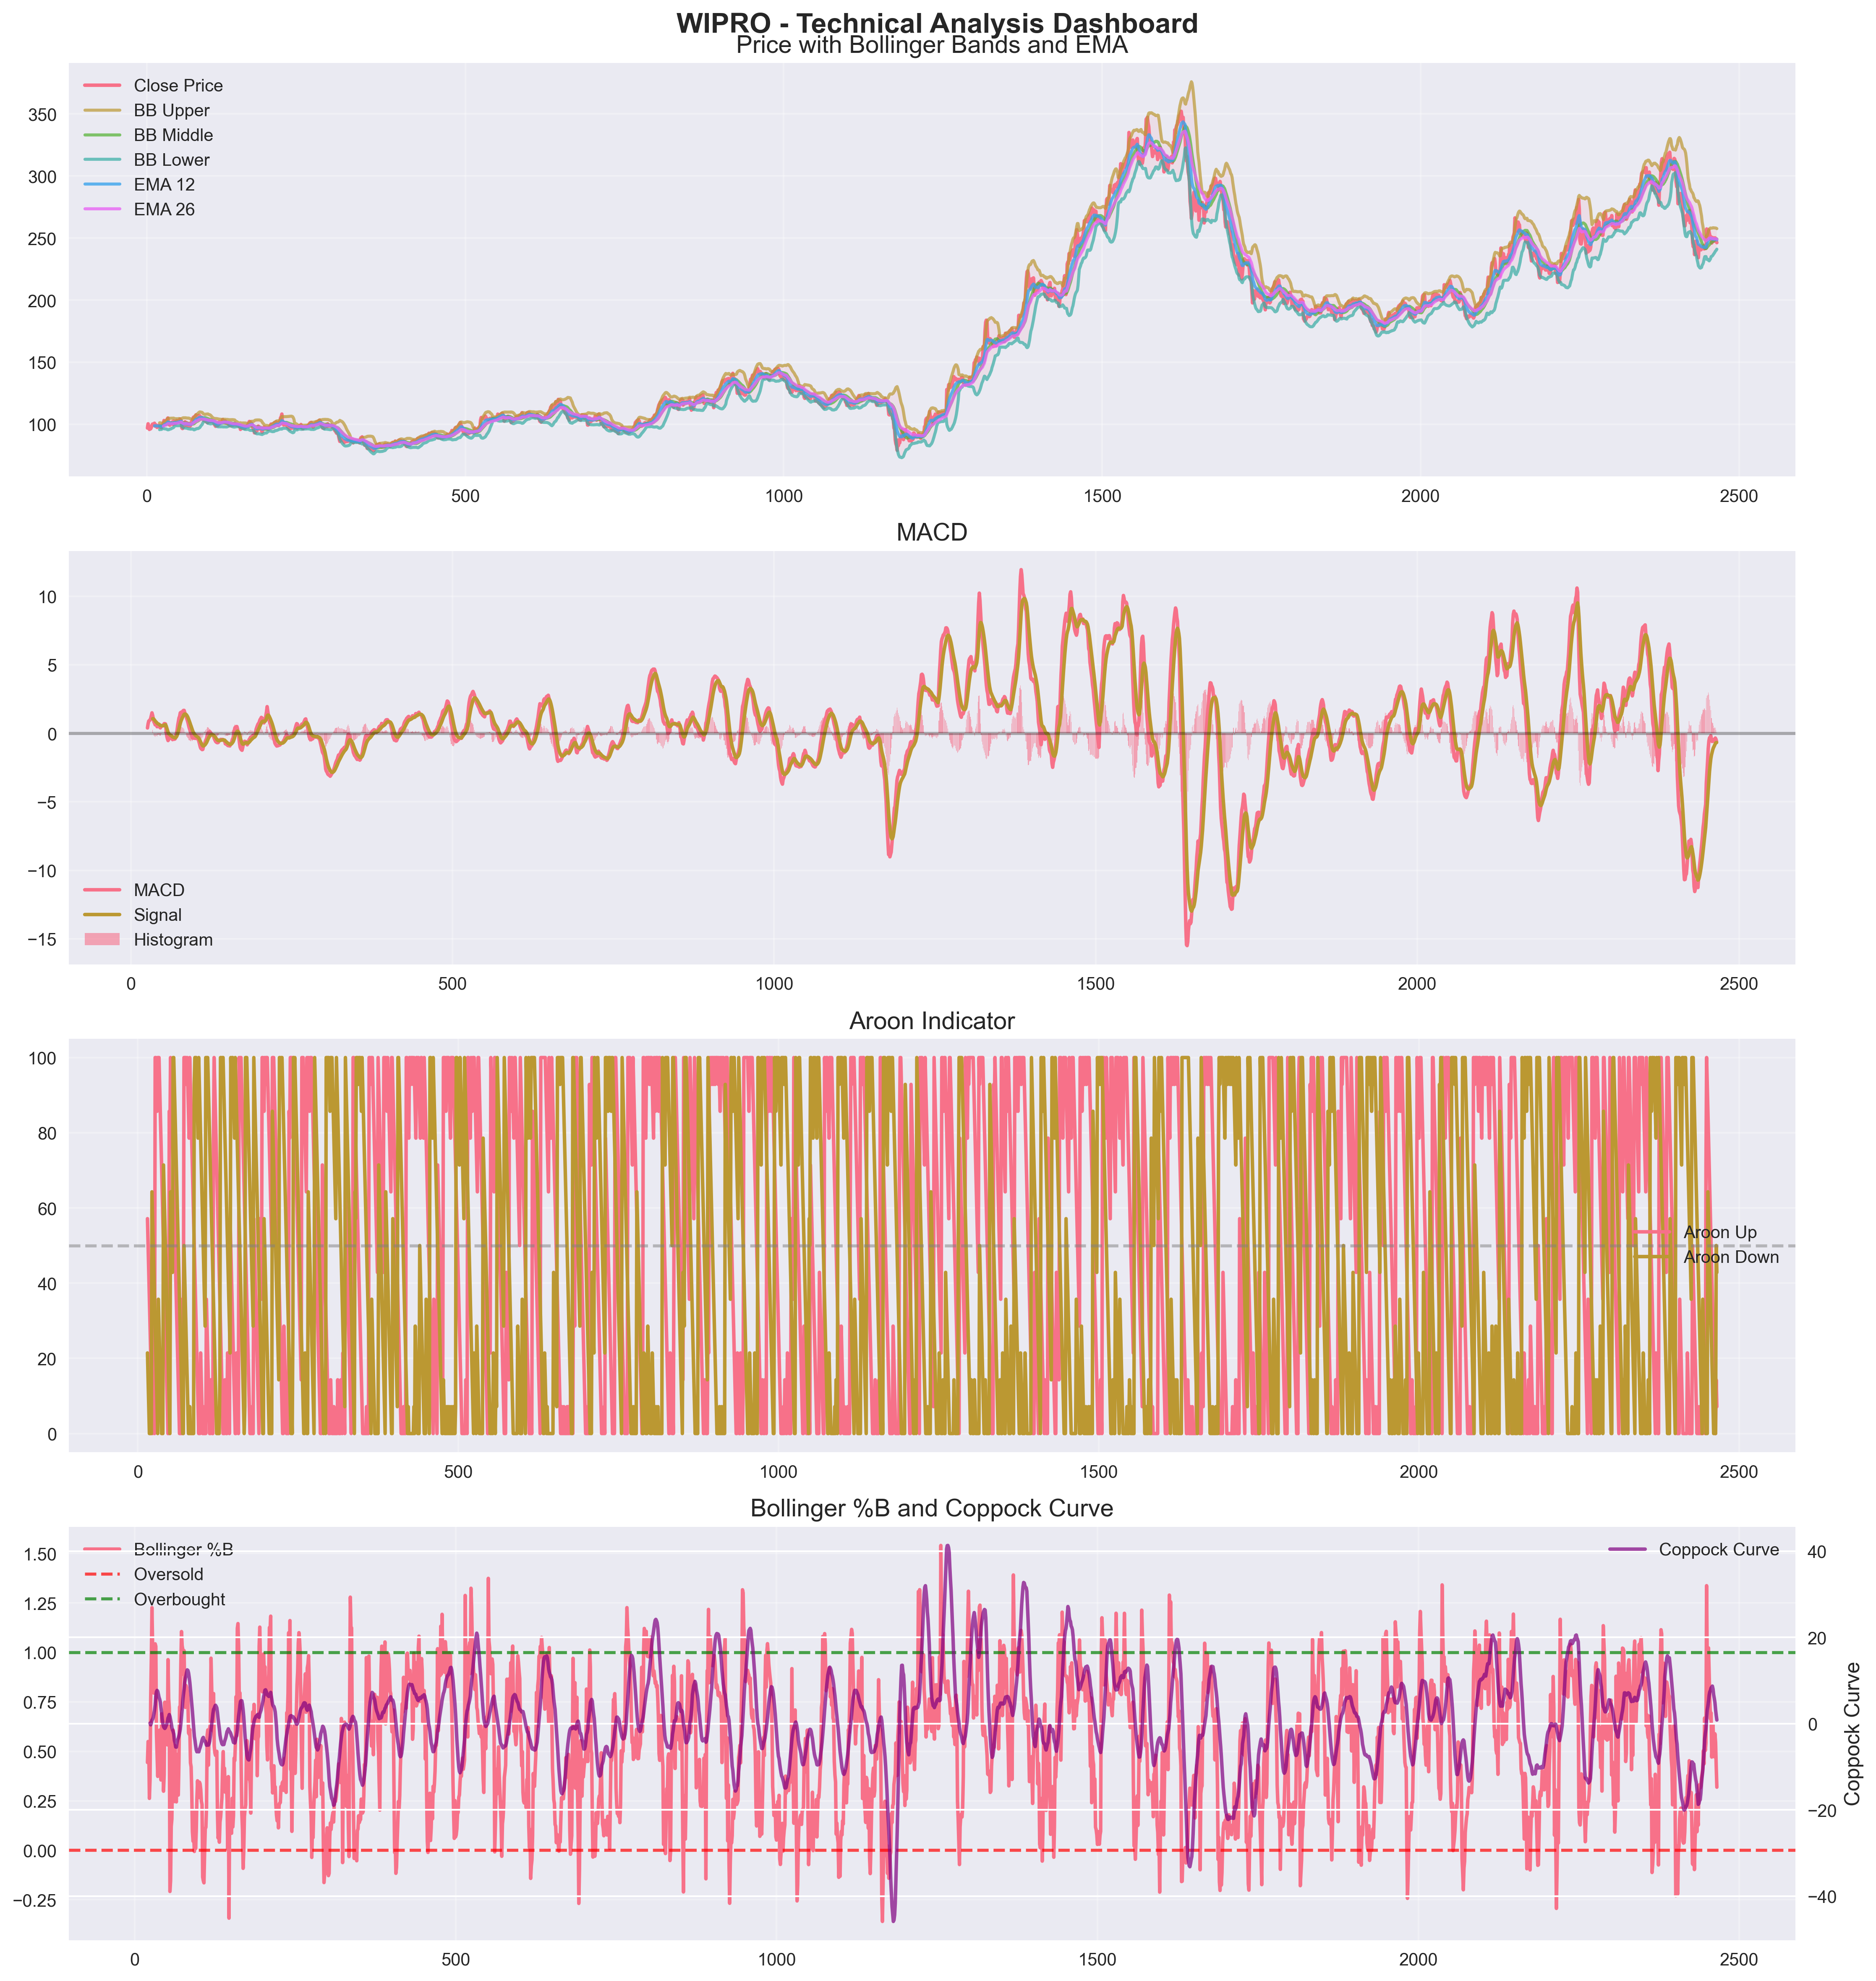 WIPRO - Technical Analysis Dashboard
Price with Bollinger Bands and EMA
Close Price
BB Upper
BB Middle
BB Lower
EMA 12
EMA 26
350
300
250
200
150
100
0 500 1000 1500 2000 2500
MACD
10
5
0
−5
−10
−15
MACD
Signal
Histogram
0 500 1000 1500 2000 2500
Aroon Indicator
100
80
60
40
20
0
Aroon Up
Aroon Down
0 500 1000 1500 2000 2500
Bollinger %B and Coppock Curve
1.50
1.25
1.00
0.75
0.50
0.25
0.00
−0.25
Bollinger %B
Oversold
Overbought
Coppock Curve
40
20
0
−20
−40
Coppock Curve
0 500 1000 1500 2000 2500